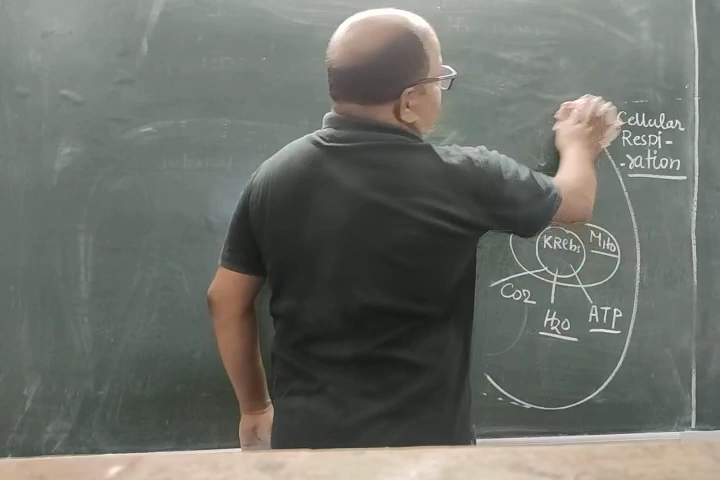 Cellular
Respi-
-ration
KRebs
Mito
CO2
H2O
ATP